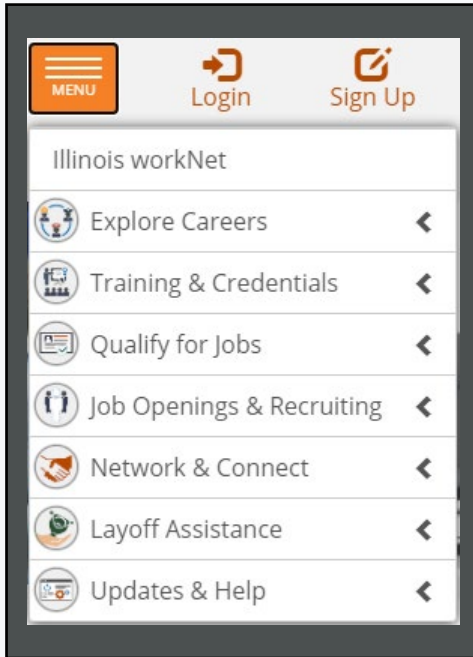 MENU
Login
Sign Up
Illinois workNet
Explore Careers
Training & Credentials
Qualify for Jobs
Job Openings & Recruiting
Network & Connect
Layoff Assistance
Updates & Help